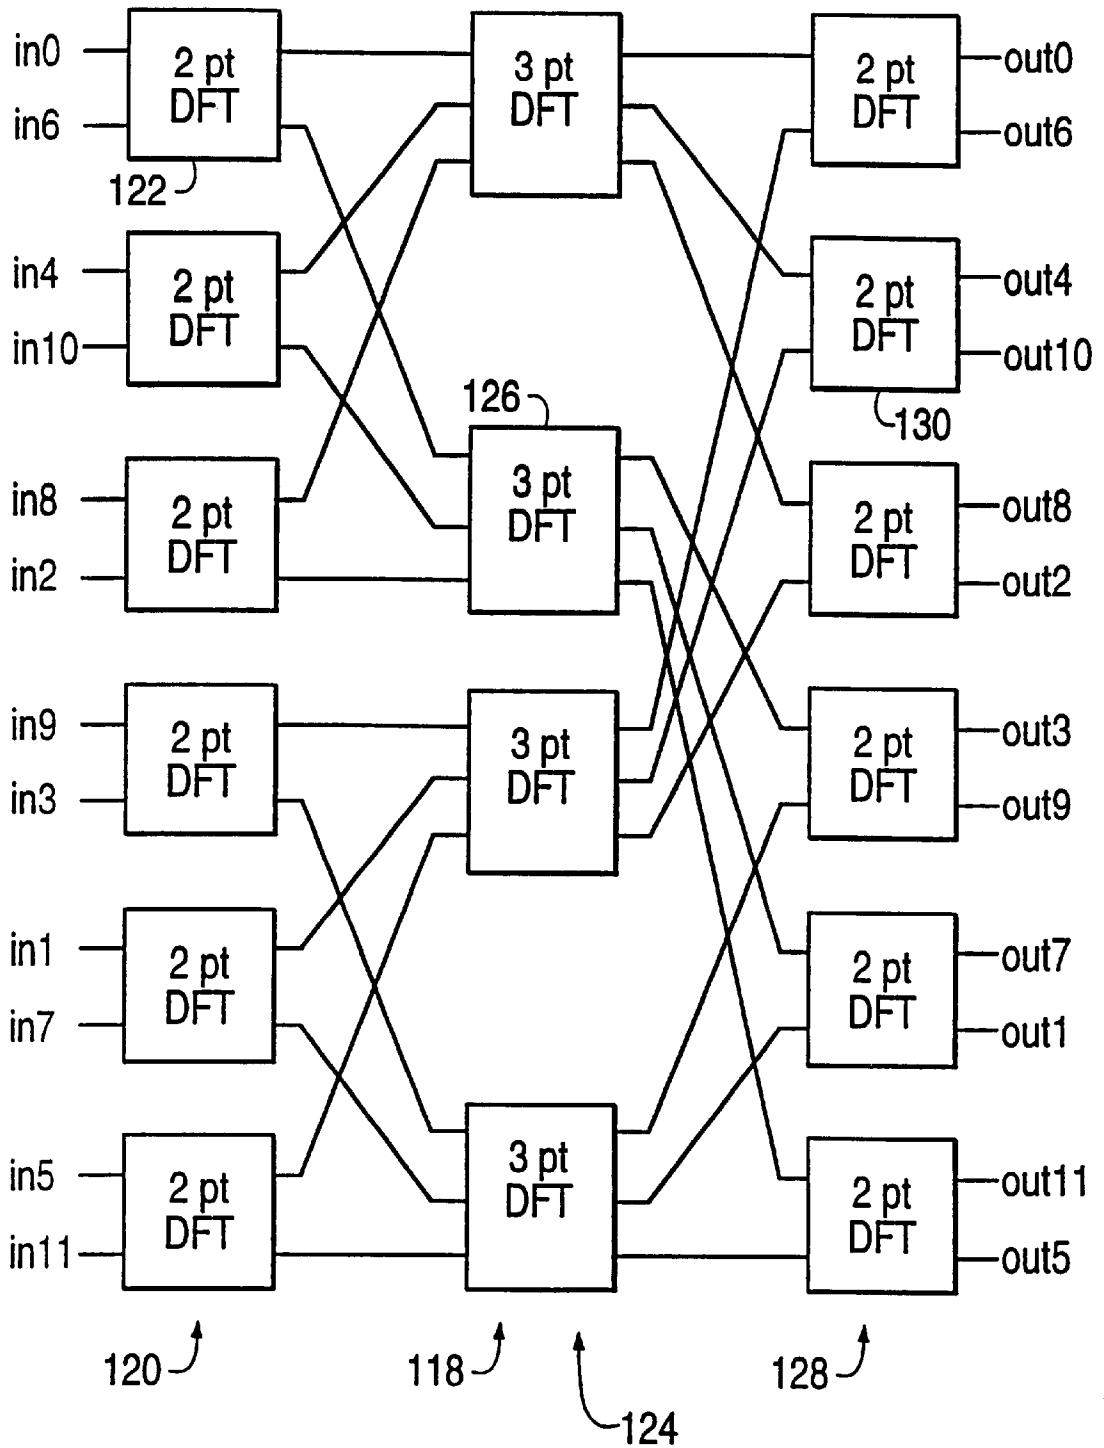 in0
2 pt
DFT
3 pt
DFT
2 pt
DFT
out0
in6
out6
122
in4
2 pt
DFT
2 pt
DFT
out4
in10
out10
126
130
in8
2 pt
DFT
3 pt
DFT
2 pt
DFT
out8
in2
out2
in9
2 pt
DFT
3 pt
DFT
2 pt
DFT
out3
in3
out9
in1
2 pt
DFT
2 pt
DFT
out7
in7
out1
in5
2 pt
DFT
3 pt
DFT
2 pt
DFT
out11
in11
out5
120
118
128
124